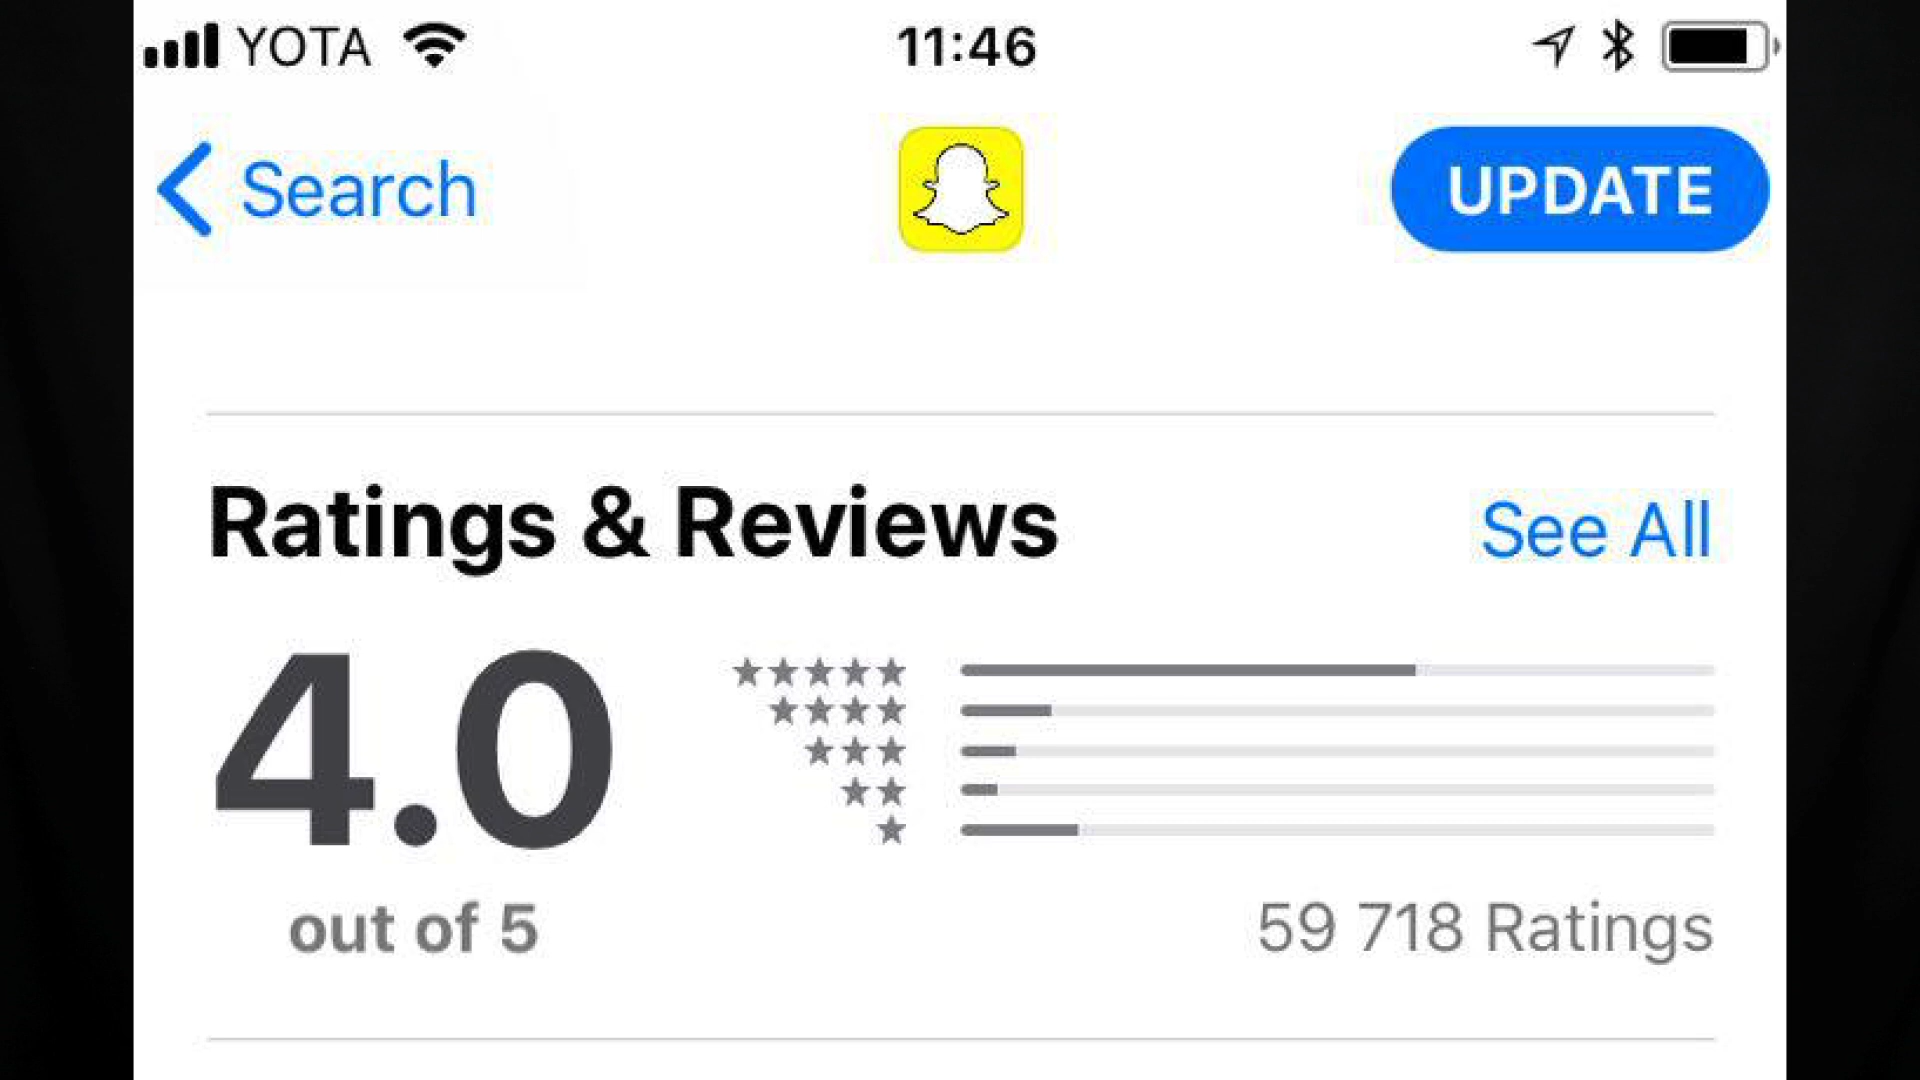 YOTA 11:46
Search UPDATE
Ratings & Reviews See All
4.0
out of 5 59 718 Ratings